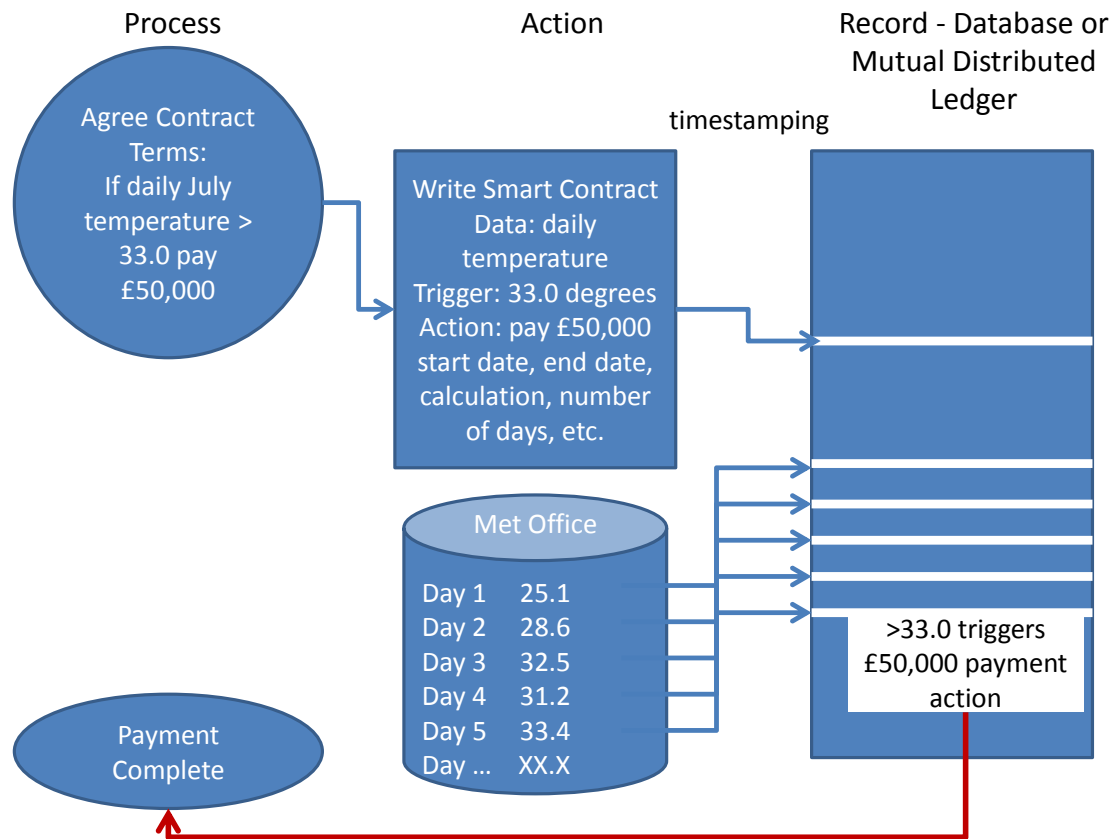 Process
Action
Record - Database or
Mutual Distributed
Ledger
timestamping
Agree Contract
Terms:
If daily July
temperature >
33.0 pay
£50,000
Write Smart Contract
Data: daily
temperature
Trigger: 33.0 degrees
Action: pay £50,000
start date, end date,
calculation, number
of days, etc.
Met Office
Day 1 25.1
Day 2 28.6
Day 3 32.5
Day 4 31.2
Day 5 33.4
Day ... XX.X
>33.0 triggers
£50,000 payment
action
Payment
Complete